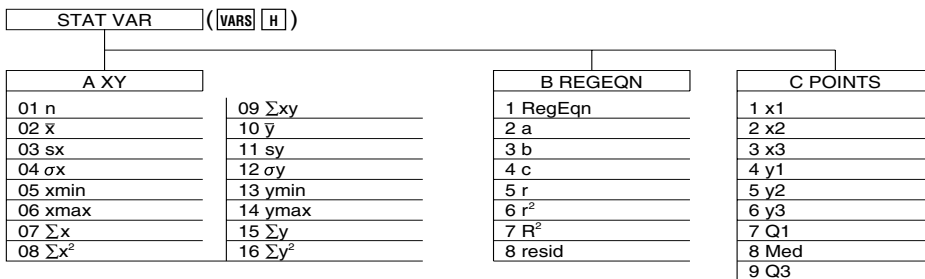 STAT VAR ( VARS H )
A XY
01 n
02 x̄
03 sx
04 σx
05 xmin
06 xmax
07 ∑x
08 ∑x²
09 ∑xy
10 ȳ
11 sy
12 σy
13 ymin
14 ymax
15 ∑y
16 ∑y²
B REGEQN
1 RegEqn
2 a
3 b
4 c
5 r
6 r²
7 R²
8 resid
C POINTS
1 x1
2 x2
3 x3
4 y1
5 y2
6 y3
7 Q1
8 Med
9 Q3